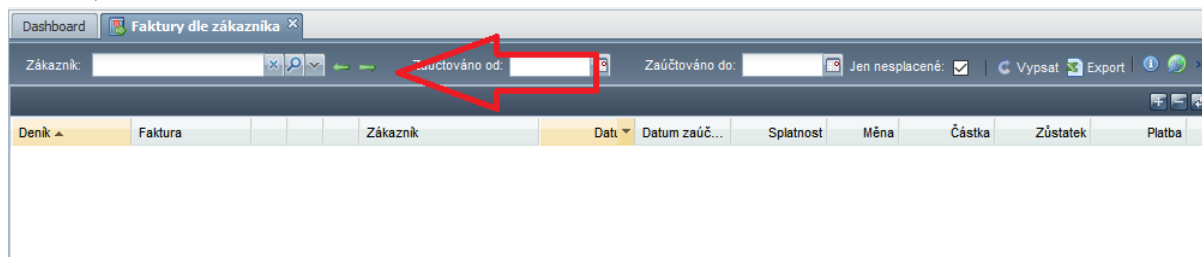 Dashboard Faktury dle zákazníka
Zákazník: Zaúčtováno od: Zaúčtováno do: Jen nesplacené: Vypsat Export
Deník Faktura Zákazník Datu Datum zaúč... Splatnost Měna Částka Zůstatek Platba